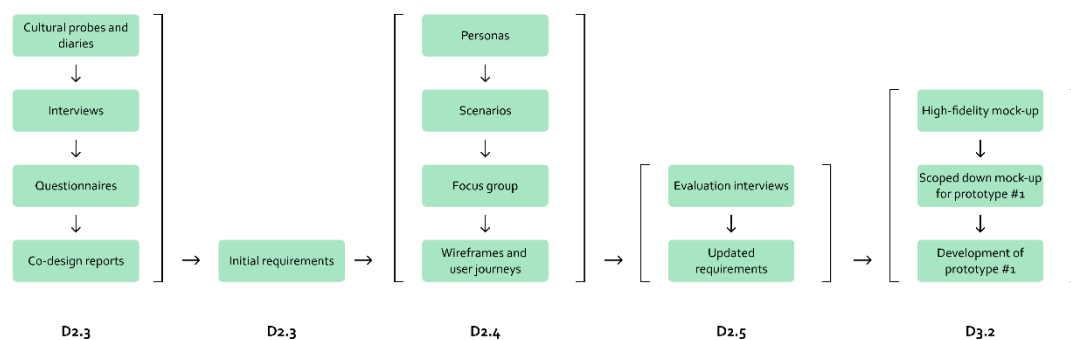 Cultural probes and
diaries
Interviews
Questionnaires
Co-design reports
D2.3
Initial requirements
D2.3
Personas
Scenarios
Focus group
Wireframes and
user journeys
D2.4
Evaluation interviews
Updated
requirements
D2.5
High-fidelity mock-up
Scoped down mock-up
for prototype #1
Development of
prototype #1
D3.2